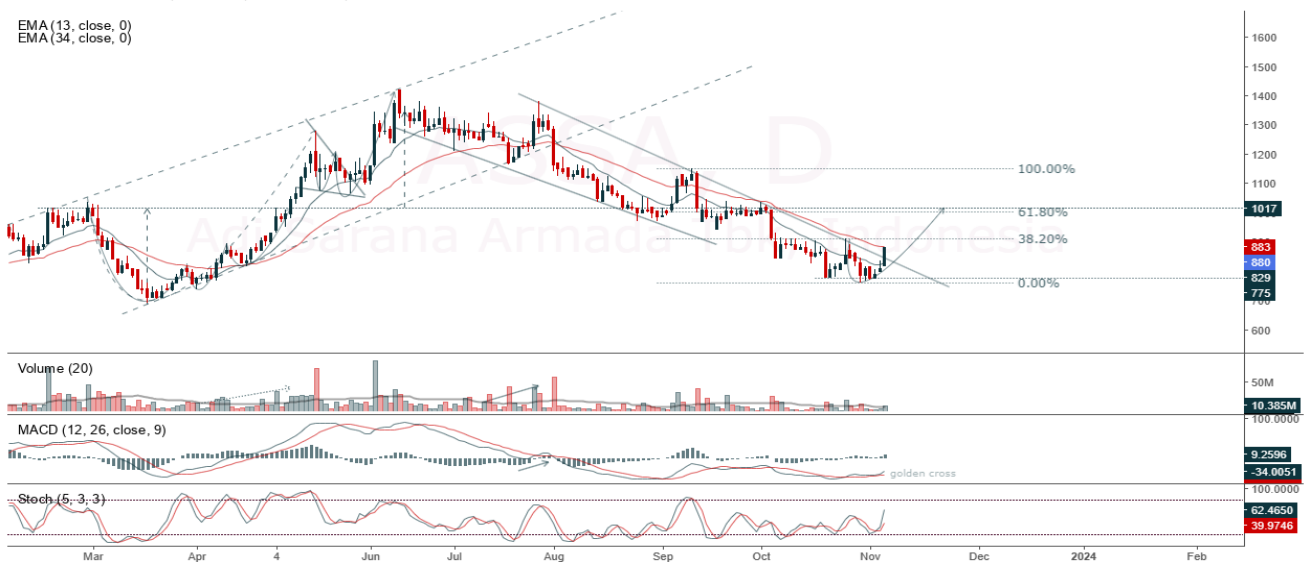 EMA (13, close, 0)
EMA (34, close, 0)
ASSA, D
Adi Sarana Armada Tbk Indones
1600
1500
1400
1300
1200
1100
1017
883
880
829
775
600
100.00%
61.80%
38.20%
0.00%
Volume (20)
50M
10.385M
MACD (12, 26, close, 9)
100.0000
9.2596
-34.0051
golden cross
Stoch (5, 3, 3)
100.0000
62.4650
39.9746
Mar
Apr
4
Jun
Jul
Aug
Sep
Oct
Nov
Dec
2024
Feb